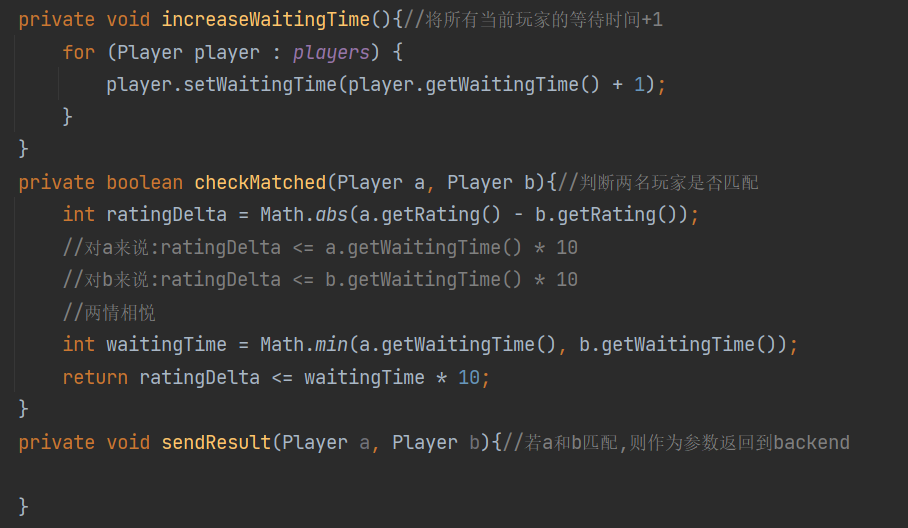 private void increaseWaitingTime(){//将所有当前玩家的等待时间+1
for (Player player : players) {
player.setWaitingTime(player.getWaitingTime() + 1);
}
}
private boolean checkMatched(Player a, Player b){//判断两名玩家是否匹配
int ratingDelta = Math.abs(a.getRating() - b.getRating());
//对a来说:ratingDelta <= a.getWaitingTime() * 10
//对b来说:ratingDelta <= b.getWaitingTime() * 10
//两情相悦
int waitingTime = Math.min(a.getWaitingTime(), b.getWaitingTime());
return ratingDelta <= waitingTime * 10;
}
private void sendResult(Player a, Player b){//若a和b匹配,则作为参数返回到backend
}